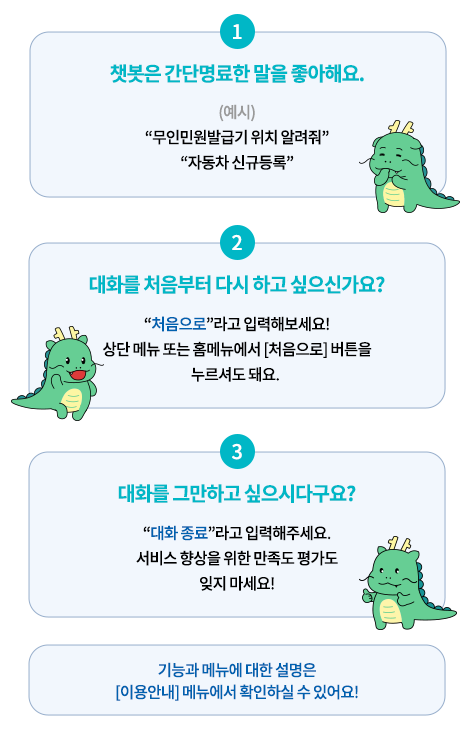 1
챗봇은 간단명료한 말을 좋아해요.
(예시)
“무인민원발급기 위치 알려줘”
“자동차 신규등록”
2
대화를 처음부터 다시 하고 싶으신가요?
“처음으로”라고 입력해보세요!
상단 메뉴 또는 홈메뉴에서 [처음으로] 버튼을
누르셔도 돼요.
3
대화를 그만하고 싶으시다구요?
“대화 종료”라고 입력해주세요.
서비스 향상을 위한 만족도 평가도
잊지 마세요!
기능과 메뉴에 대한 설명은
[이용안내] 메뉴에서 확인하실 수 있어요!